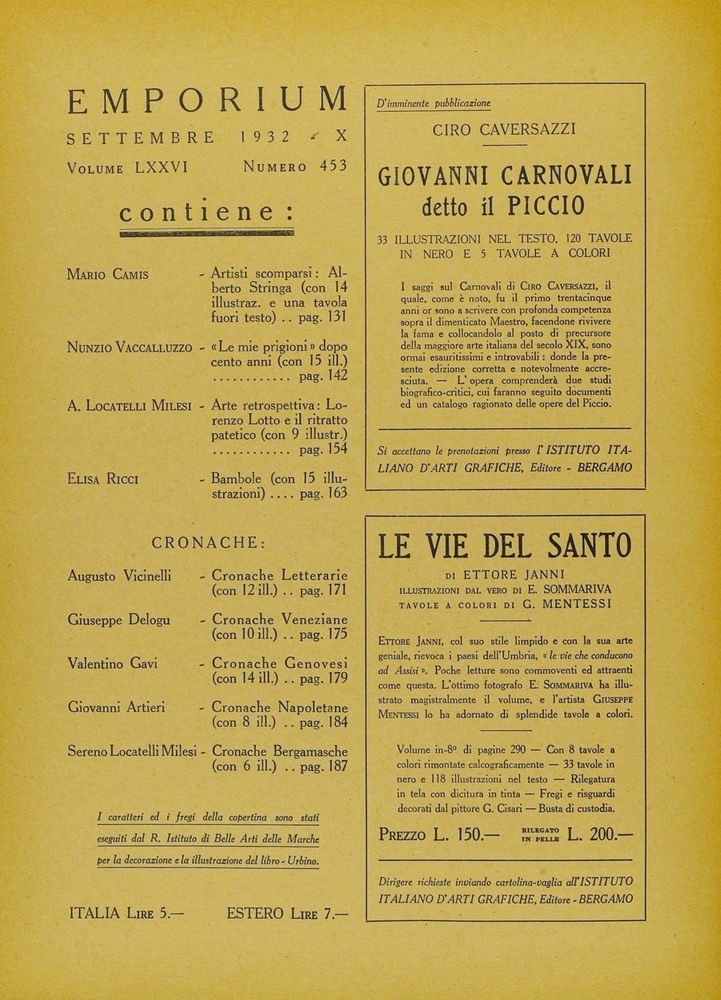 EMPORIUM
SETTEMBRE 1932 - X
VOLUME LXXVI NUMERO 453
contiene:
MARIO CAMIS - Artisti scomparsi: Al-
berto Stringa (con 14
illustraz. e una tavola
fuori testo) .. pag. 131
NUNZIO VACCALLUZZO - «Le mie prigioni» dopo
cento anni (con 15 ill.)
............ pag. 142
A. LOCATELLI MILESI - Arte retrospettiva: Lo-
renzo Lotto e il ritratto
patetico (con 9 illustr.)
............ pag. 154
ELISA RICCI - Bambole (con 15 illu-
strazioni) .... pag. 163
CRONACHE:
Augusto Vicinelli - Cronache Letterarie
(con 12 ill.) .. pag. 171
Giuseppe Delogu - Cronache Veneziane
(con 10 ill.) .. pag. 175
Valentino Gavi - Cronache Genovesi
(con 14 ill.) .. pag. 179
Giovanni Artieri - Cronache Napoletane
(con 8 ill.) .. pag. 184
Sereno Locatelli Milesi - Cronache Bergamasche
(con 6 ill.) .. pag. 187
I caratteri ed i fregi della copertina sono stati
eseguiti dal R. Istituto di Belle Arti delle Marche
per la decorazione e la illustrazione del libro - Urbino.
ITALIA LIRE 5.— ESTERO LIRE 7.—
D'imminente pubblicazione
CIRO CAVERSAZZI
GIOVANNI CARNOVALI
detto il PICCIO
33 ILLUSTRAZIONI NEL TESTO, 120 TAVOLE
IN NERO E 5 TAVOLE A COLORI
I saggi sul Carnovali di CIRO CAVERSAZZI, il
quale, come è noto, fu il primo trentacinque
anni or sono a scrivere con profonda competenza
sopra il dimenticato Maestro, facendone rivivere
la fama e collocandolo al posto di precursore
della maggiore arte italiana del secolo XIX, sono
ormai esauritissimi e introvabili: donde la pre-
sente edizione corretta e notevolmente accre-
sciuta. — L'opera comprenderà due studi
biografico-critici, cui faranno seguito documenti
ed un catalogo ragionato delle opere del Piccio.
Si accettano le prenotazioni presso l'ISTITUTO ITA-
LIANO D'ARTI GRAFICHE, Editore - BERGAMO
LE VIE DEL SANTO
DI ETTORE JANNI
ILLUSTRAZIONI DAL VERO DI E. SOMMARIVA
TAVOLE A COLORI DI G. MENTESSI
ETTORE JANNI, col suo stile limpido e con la sua arte
geniale, rievoca i paesi dell'Umbria, «le vie che conducono
ad Assisi». Poche letture sono commoventi ed attraenti
come questa. L'ottimo fotografo E. SOMMARIVA ha illu-
strato magistralmente il volume, e l'artista GIUSEPPE
MENTESSI lo ha adornato di splendide tavole a colori.
Volume in-8º di pagine 290 — Con 8 tavole a
colori rimontate calcograficamente — 33 tavole in
nero e 118 illustrazioni nel testo — Rilegatura
in tela con dicitura in tinta — Fregi e risguardi
decorati dal pittore G. Cisari — Busta di custodia.
PREZZO L. 150.— RILEGATO IN PELLE L. 200.—
Dirigere richieste inviando cartolina-vaglia all'ISTITUTO
ITALIANO D'ARTI GRAFICHE, Editore - BERGAMO